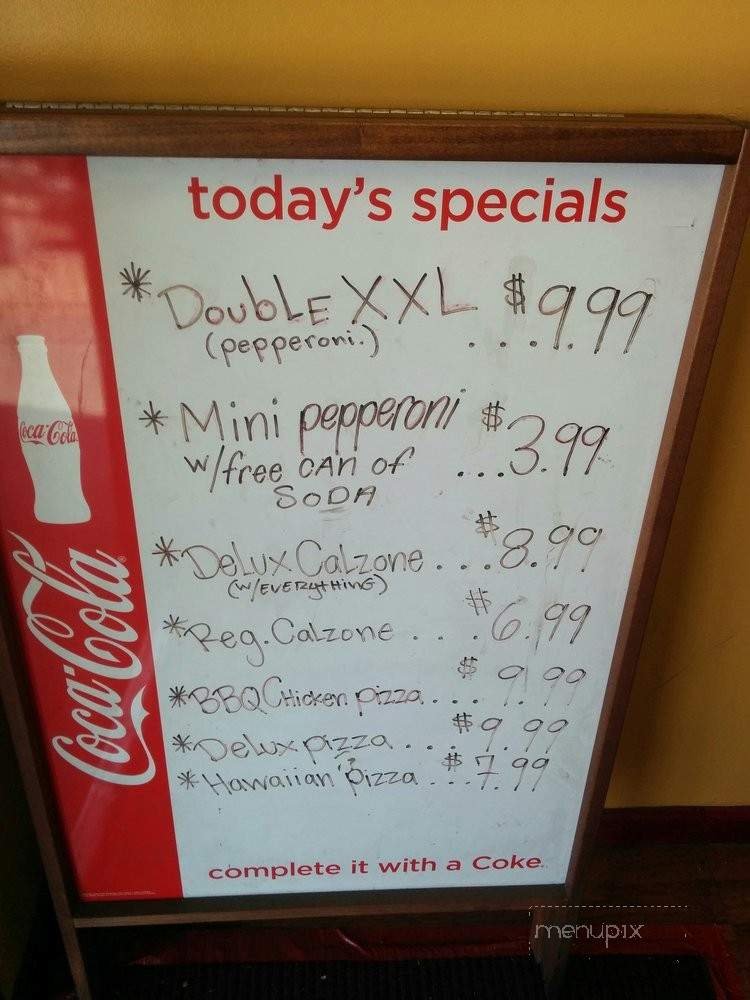 today's specials
* DoubLE XXL $9.99
(pepperoni.) ....
* Mini pepperoni $3.99
w/free CAN of ...
SODA
* DeLux Calzone ... $8.99
(W/EVERYTHING)
* Reg. Calzone ... $6.99
* BBQ Chicken pizza ... $9.99
* Delux pizza ... $9.99
* Hawaiian pizza ... $7.99
complete it with a Coke.
Coca-Cola
Coca-Cola
menupix